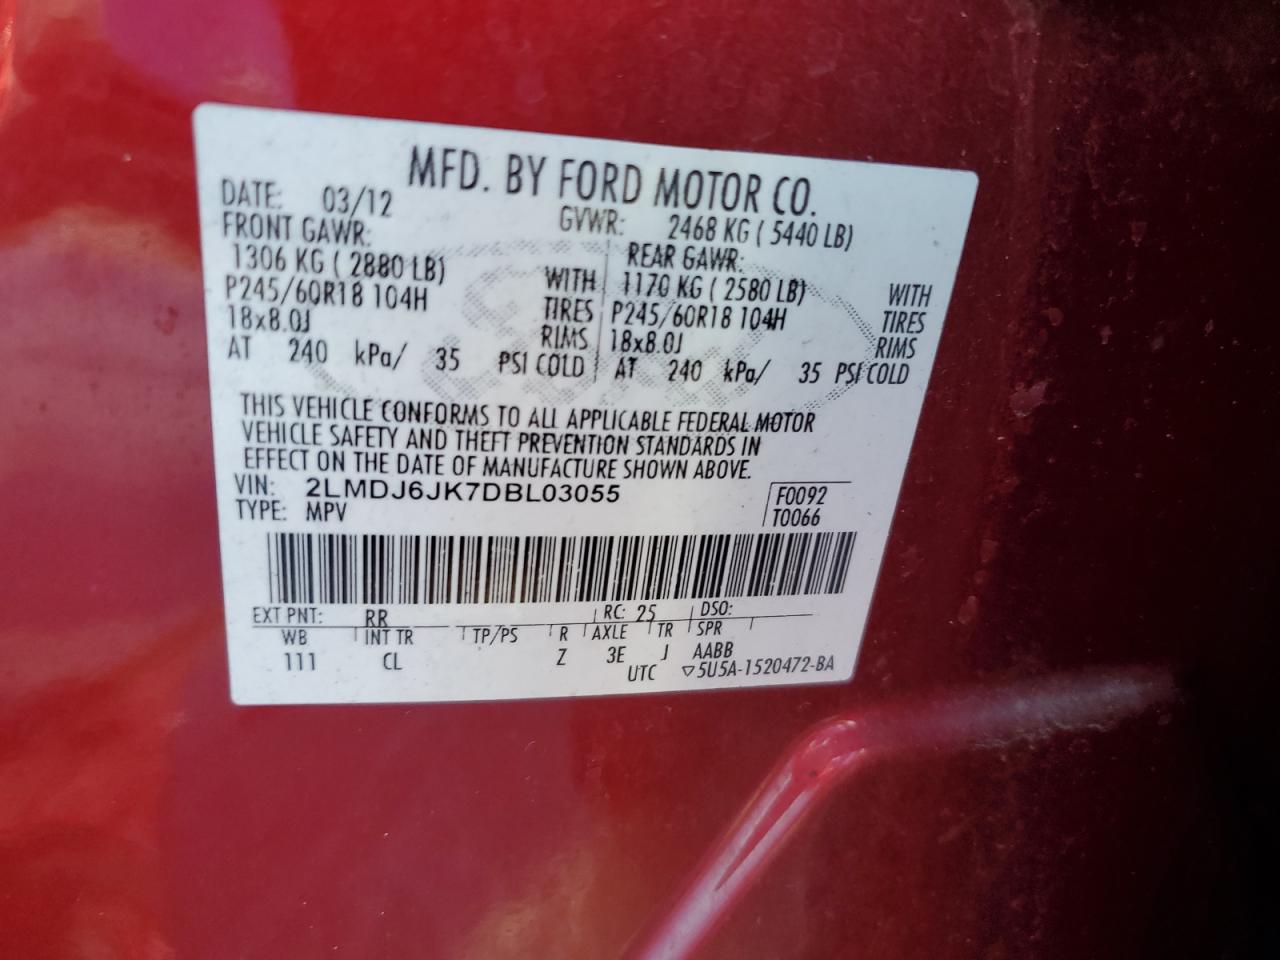 MFD. BY FORD MOTOR CO.
DATE: 03/12 GVWR: 2468 KG ( 5440 LB)
FRONT GAWR: REAR GAWR:
1306 KG ( 2880 LB) WITH 1170 KG ( 2580 LB) WITH
P245/60R18 104H TIRES P245/60R18 104H TIRES
18x8.0J RIMS 18x8.0J RIMS
AT 240 kPa/ 35 PSI COLD AT 240 kPa/ 35 PSI COLD
THIS VEHICLE CONFORMS TO ALL APPLICABLE FEDERAL MOTOR
VEHICLE SAFETY AND THEFT PREVENTION STANDARDS IN
EFFECT ON THE DATE OF MANUFACTURE SHOWN ABOVE.
VIN: 2LMDJ6JK7DBL03055 F0092
TYPE: MPV T0066
EXT PNT: RR RC: 25 DSO:
WB INT TR TP/PS R AXLE TR SPR
111 CL Z 3E J AABB
UTC ▽5U5A-1520472-BA